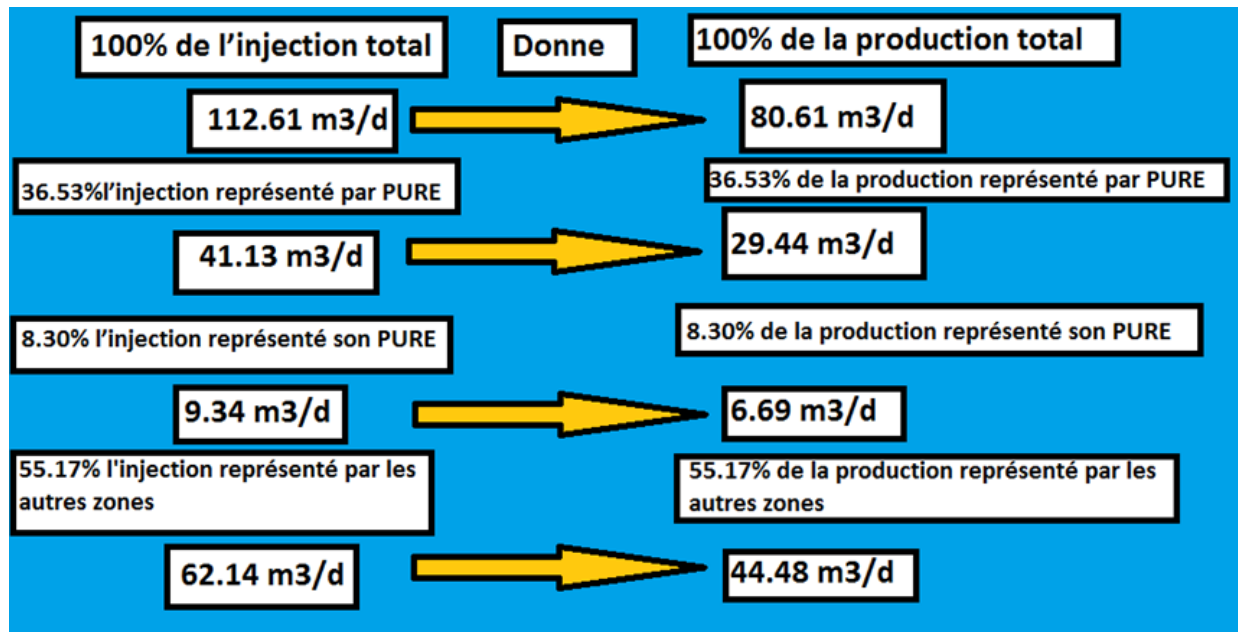 100% de l’injection total
Donne
100% de la production total
112.61 m3/d
80.61 m3/d
36.53%l’injection représenté par PURE
36.53% de la production représenté par PURE
41.13 m3/d
29.44 m3/d
8.30% l’injection représenté son PURE
8.30% de la production représenté son PURE
9.34 m3/d
6.69 m3/d
55.17% l'injection représenté par les
autres zones
55.17% de la production représenté par les
autres zones
62.14 m3/d
44.48 m3/d